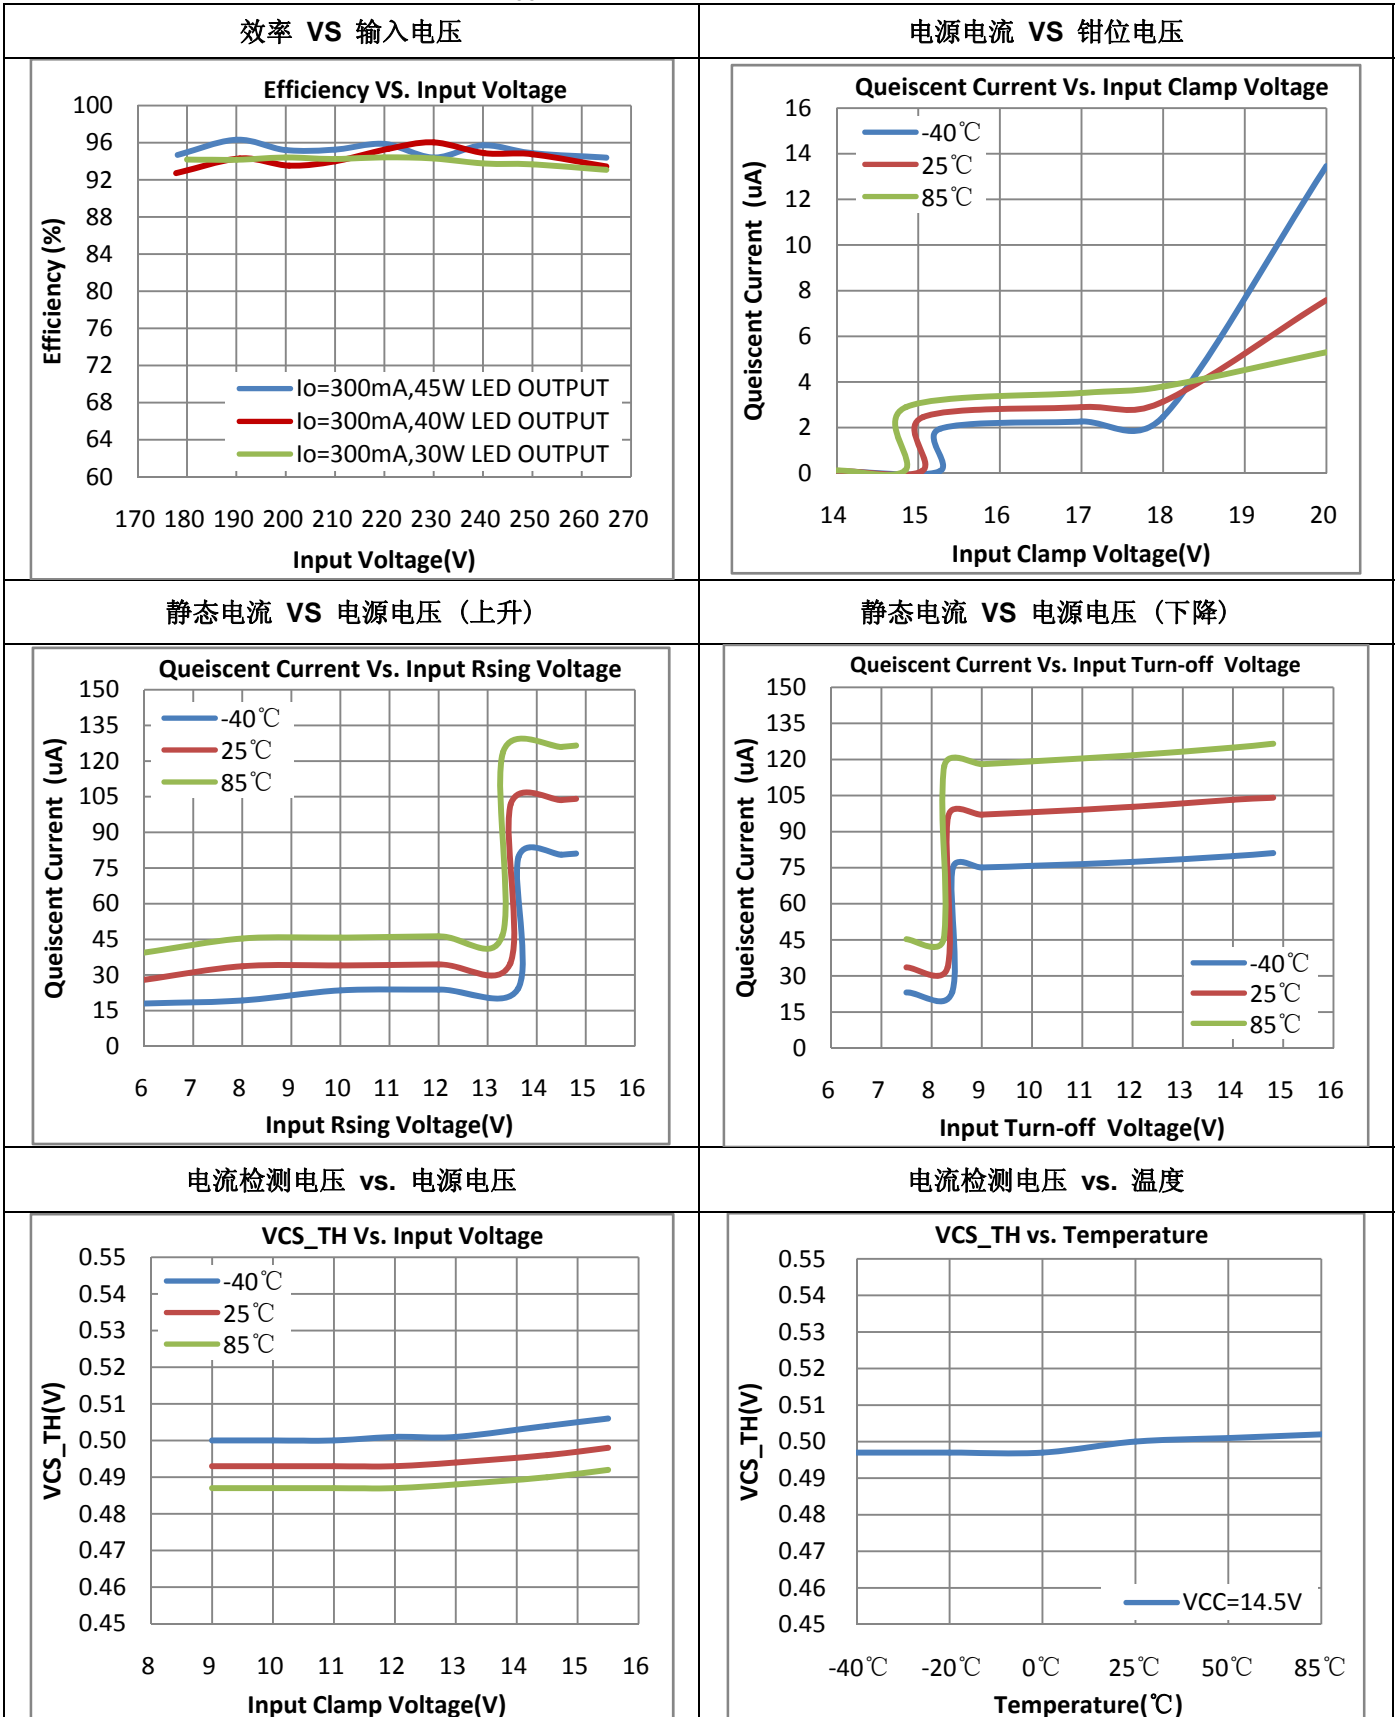 效率 VS 输入电压
电源电流 VS 钳位电压
Efficiency VS. Input Voltage
100
96
92
88
84
80
76
72
68
64
60
Efficiency (%)
Io=300mA,45W LED OUTPUT
Io=300mA,40W LED OUTPUT
Io=300mA,30W LED OUTPUT
170 180 190 200 210 220 230 240 250 260 270
Input Voltage(V)
Queiscent Current Vs. Input Clamp Voltage
16
14
12
10
8
6
4
2
0
Queiscent Current (uA)
-40℃
25℃
85℃
14 15 16 17 18 19 20
Input Clamp Voltage(V)
静态电流 VS 电源电压 (上升)
静态电流 VS 电源电压 (下降)
Queiscent Current Vs. Input Rsing Voltage
150
135
120
105
90
75
60
45
30
15
0
Queiscent Current (uA)
-40℃
25℃
85℃
6 7 8 9 10 11 12 13 14 15 16
Input Rsing Voltage(V)
Queiscent Current Vs. Input Turn-off Voltage
150
135
120
105
90
75
60
45
30
15
0
Queiscent Current (uA)
-40℃
25℃
85℃
6 7 8 9 10 11 12 13 14 15 16
Input Turn-off Voltage(V)
电流检测电压 vs. 电源电压
电流检测电压 vs. 温度
VCS_TH Vs. Input Voltage
0.55
0.54
0.53
0.52
0.51
0.50
0.49
0.48
0.47
0.46
0.45
VCS_TH(V)
-40℃
25℃
85℃
8 9 10 11 12 13 14 15 16
Input Clamp Voltage(V)
VCS_TH vs. Temperature
0.55
0.54
0.53
0.52
0.51
0.50
0.49
0.48
0.47
0.46
0.45
VCS_TH(V)
VCC=14.5V
-40℃ -20℃ 0℃ 25℃ 50℃ 85℃
Temperature(℃)